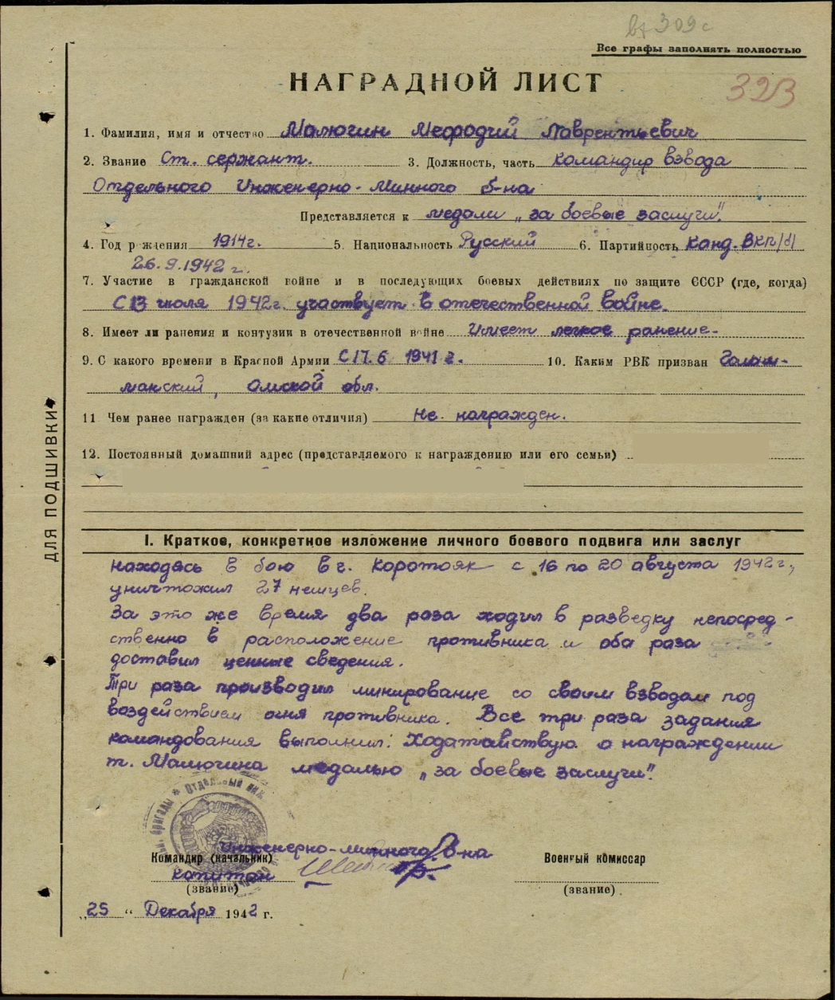 вх 309с
Все графы заполнять полностью
НАГРАДНОЙ ЛИСТ
323
1. Фамилия, имя и отчество Малюгин Мефодий Лаврентьевич
2. Звание Ст. сержант. 3. Должность, часть командир взвода
Отдельного Инженерно-Минного б-на
Представляется к медали „за боевые заслуги".
4. Год рождения 1914г. 5. Национальность Русский 6. Партийность Канд. ВКП/б/
26.9.1942 г.
7. Участие в гражданской войне и в последующих боевых действиях по защите СССР (где, когда)
С 13 июля 1942г. участвует в отечественной войне.
8. Имеет ли ранения и контузии в отечественной войне Имеет легкое ранение.
9. С какого времени в Красной Армии С 17.6 1941 г. 10. Каким РВК призван
манский, Омской обл.
11 Чем ранее награжден (за какие отличия) Не награжден.
12. Постоянный домашний адрес (представляемого к награждению или его семьи)
ДЛЯ ПОДШИВКИ
I. Краткое, конкретное изложение личного боевого подвига или заслуг
находясь в бою в г. Коротояк с 16 по 20 августа 1942г.,
уничтожил 27 немцев.
За это же время два раза ходил в разведку непосред-
ственно в расположение противника и оба раза
доставил ценные сведения.
Три раза производил минирование со своим взводом под
воздействием огня противника. Все три раза задания
командования выполнил. Ходатайствую о награждении
т. Малюгина медалью „за боевые заслуги".
Отдельный инж бригады
Инженерно-минного б-на
Командир (начальник) Военный комиссар
капитан
(звание) (звание)
„25" Декабря 1942 г.